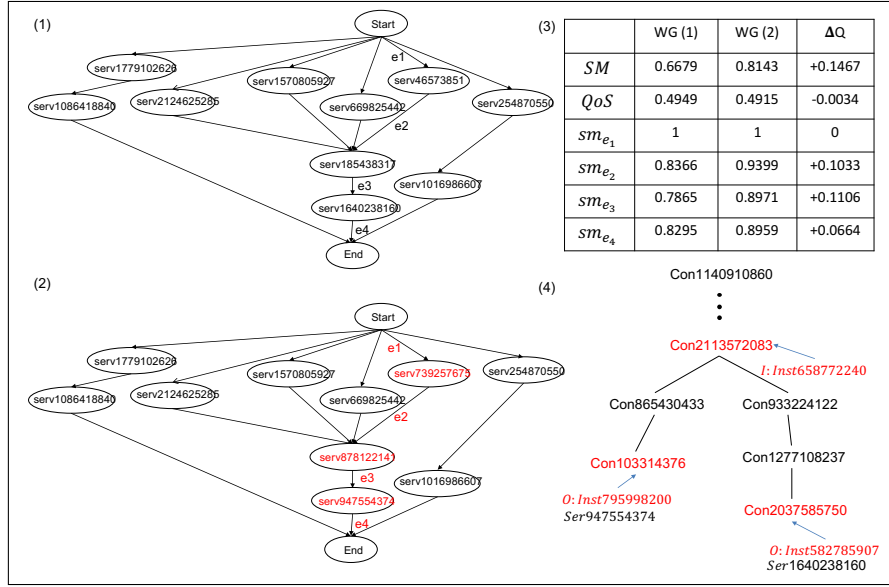 (1)
Start
e1
serv1779102626
serv1570805927
serv46573851
serv1086418840
serv2124625285
serv669825442
serv254870550
e2
serv185438317
e3
serv1016986607
serv1640238160
e4
End
(2)
Start
e1
serv1779102626
serv1570805927
serv739257675
serv254870550
serv1086418840
serv2124625285
serv669825442
e2
serv878122141
e3
serv1016986607
serv947554374
e4
End
(3)
WG (1) WG (2) ΔQ
SM 0.6679 0.8143 +0.1467
QoS 0.4949 0.4915 -0.0034
sm_e1 1 1 0
sm_e2 0.8366 0.9399 +0.1033
sm_e3 0.7865 0.8971 +0.1106
sm_e4 0.8295 0.8959 +0.0664
(4)
Con1140910860
Con2113572083
I: Inst658772240
Con865430433
Con933224122
Con103314376
Con1277108237
O: Inst795998200
Ser947554374
Con2037585750
O: Inst582785907
Ser1640238160